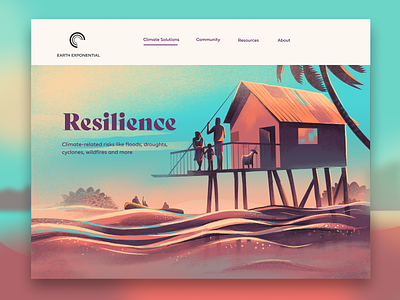 Climate Solutions
Community
Resources
About
EARTH EXPONENTIAL
Resilience
Climate-related risks like floods, droughts,
cyclones, wildfires and more